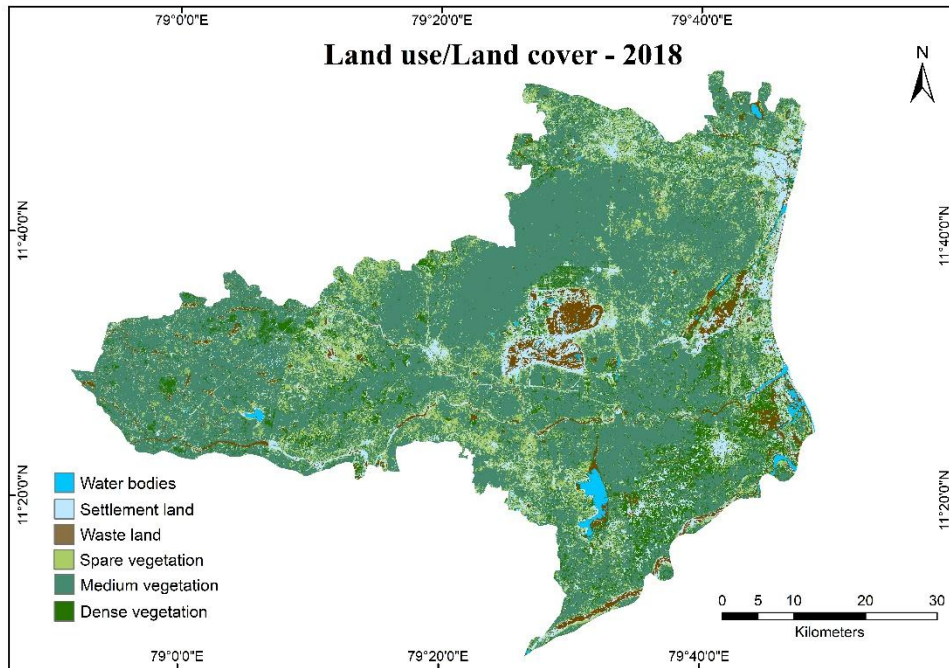 79°0'0"E 79°20'0"E 79°40'0"E
Land use/Land cover - 2018
N
11°40'0"N 11°40'0"N
11°20'0"N 11°20'0"N
Water bodies
Settlement land
Waste land
Spare vegetation
Medium vegetation
Dense vegetation
0 5 10 20 30
Kilometers
79°0'0"E 79°20'0"E 79°40'0"E